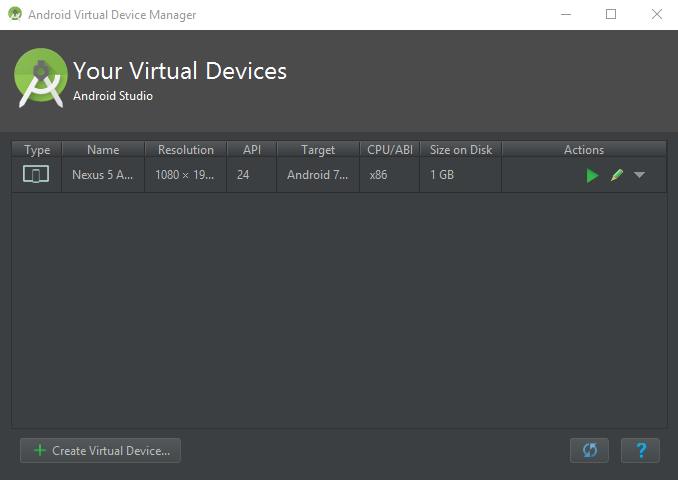 Android Virtual Device Manager
Your Virtual Devices
Android Studio
Type Name Resolution API Target CPU/ABI Size on Disk Actions
Nexus 5 A... 1080 × 19... 24 Android 7... x86 1 GB
Create Virtual Device...
?